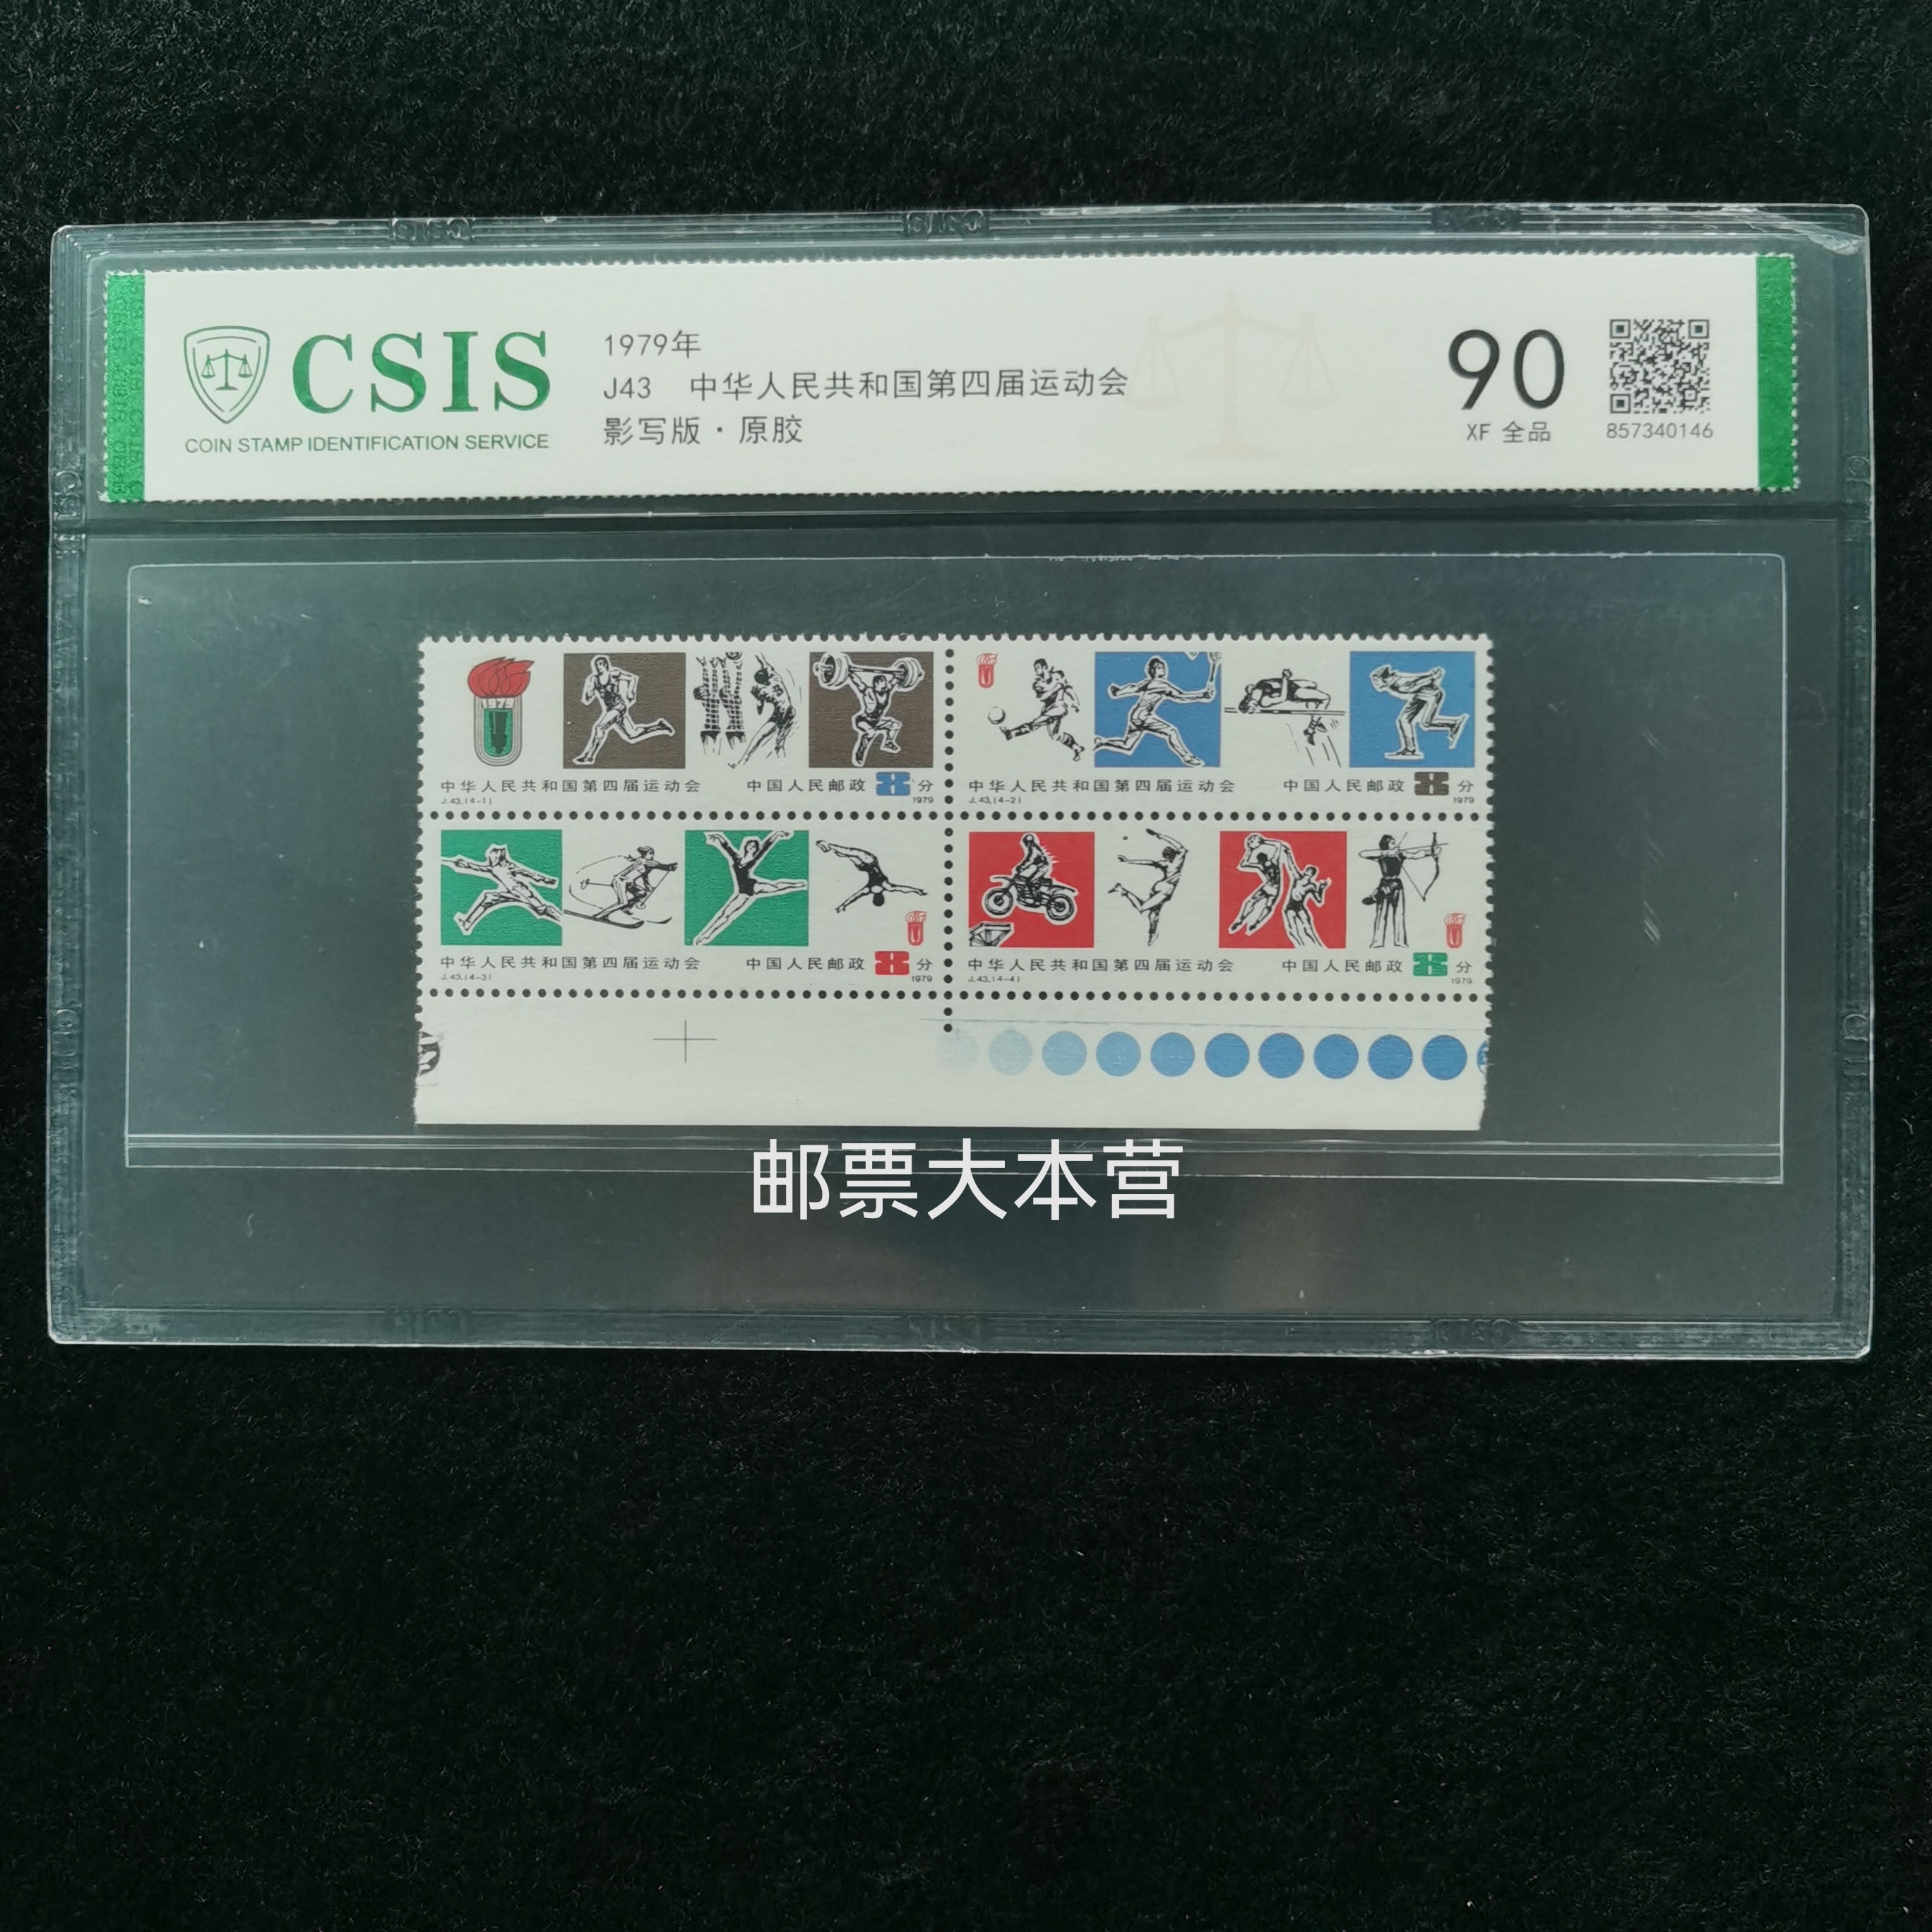 CSIS
COIN STAMP IDENTIFICATION SERVICE
1979年
J43 中华人民共和国第四届运动会
影写版·原胶
90
XF 全品
857340146
1979
中华人民共和国第四届运动会 中国人民邮政 8 分
J.43.(4-1) 1979
中华人民共和国第四届运动会 中国人民邮政 8 分
J.43.(4-2) 1979
中华人民共和国第四届运动会 中国人民邮政 8 分
J.43.(4-3) 1979
中华人民共和国第四届运动会 中国人民邮政 8 分
J.43.(4-4) 1979
邮票大本营